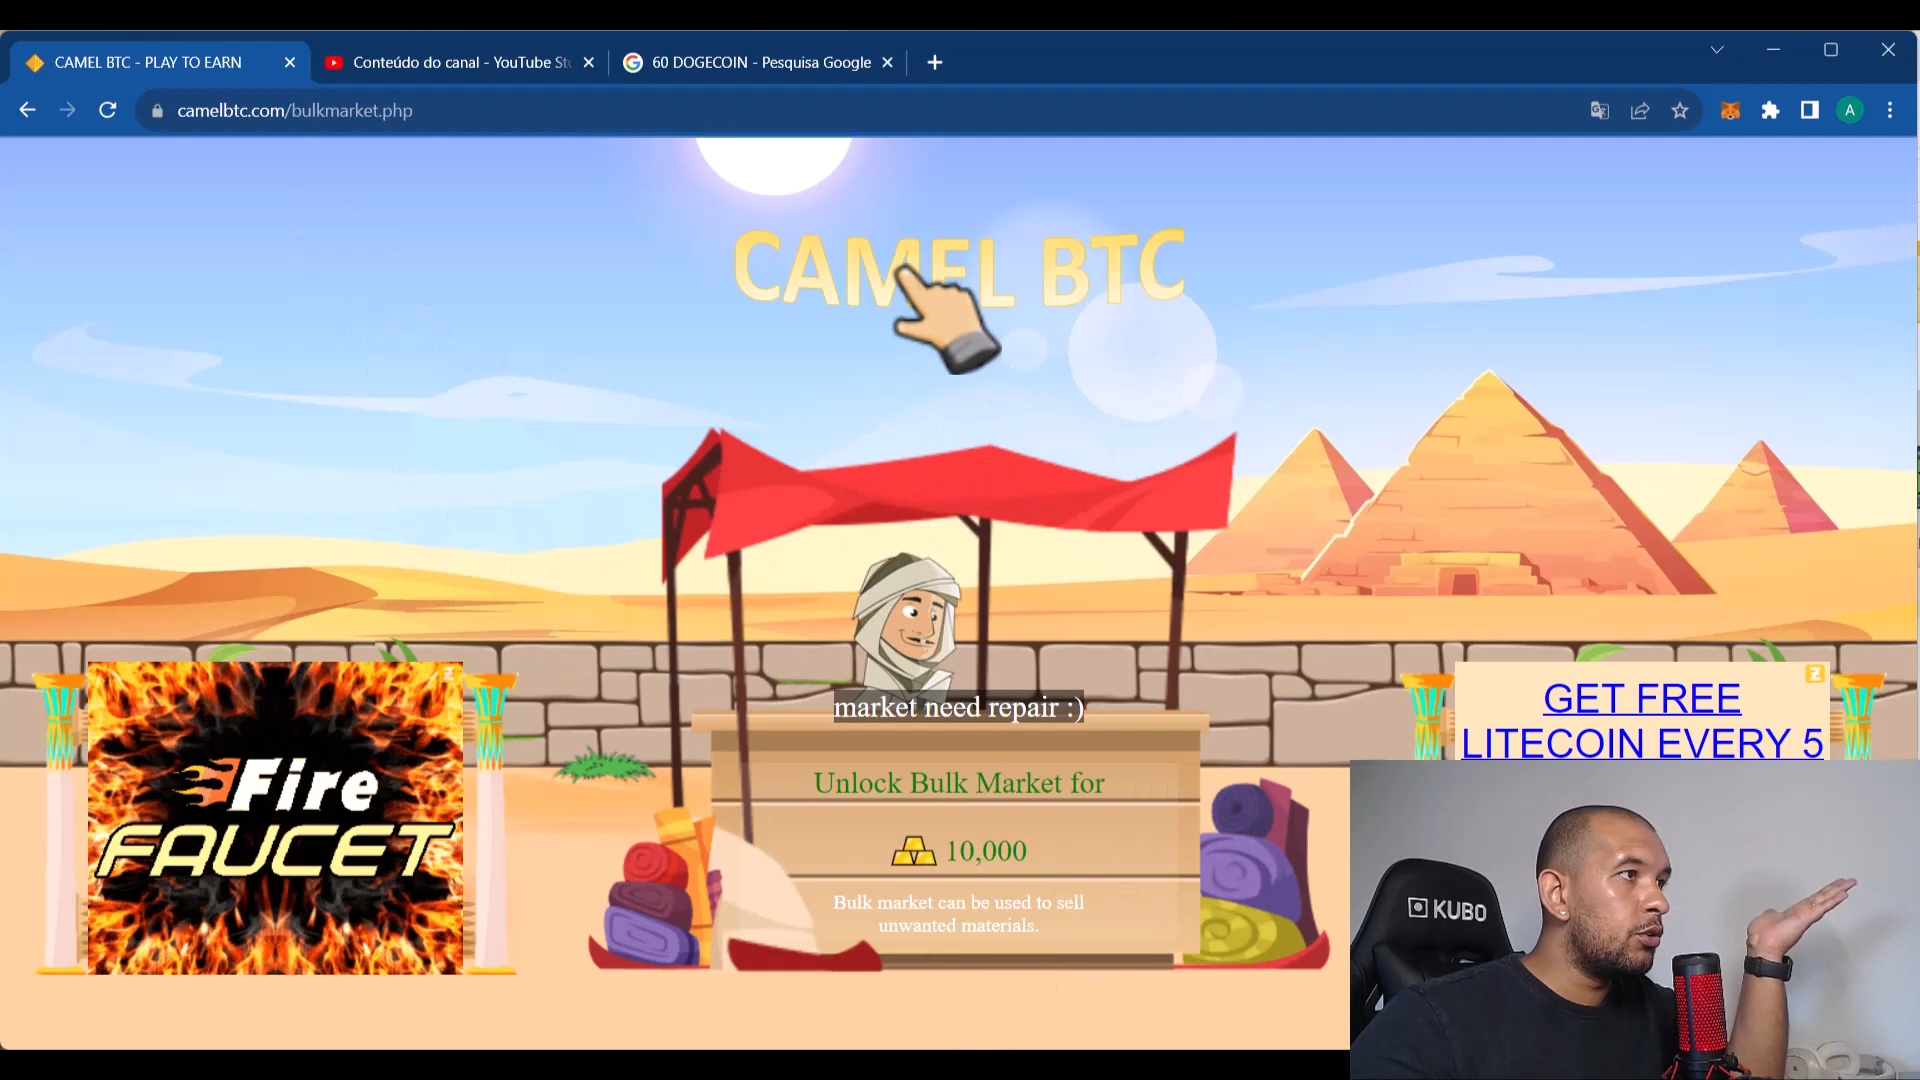 CAMEL BTC - PLAY TO EARN
Conteúdo do canal - YouTube St
60 DOGECOIN - Pesquisa Google
camelbtc.com/bulkmarket.php
A
CAMEL BTC
market need repair :)
Unlock Bulk Market for
10,000
Bulk market can be used to sell
unwanted materials.
Z
Fire
FAUCET
Z
GET FREE
LITECOIN EVERY 5
KUBO